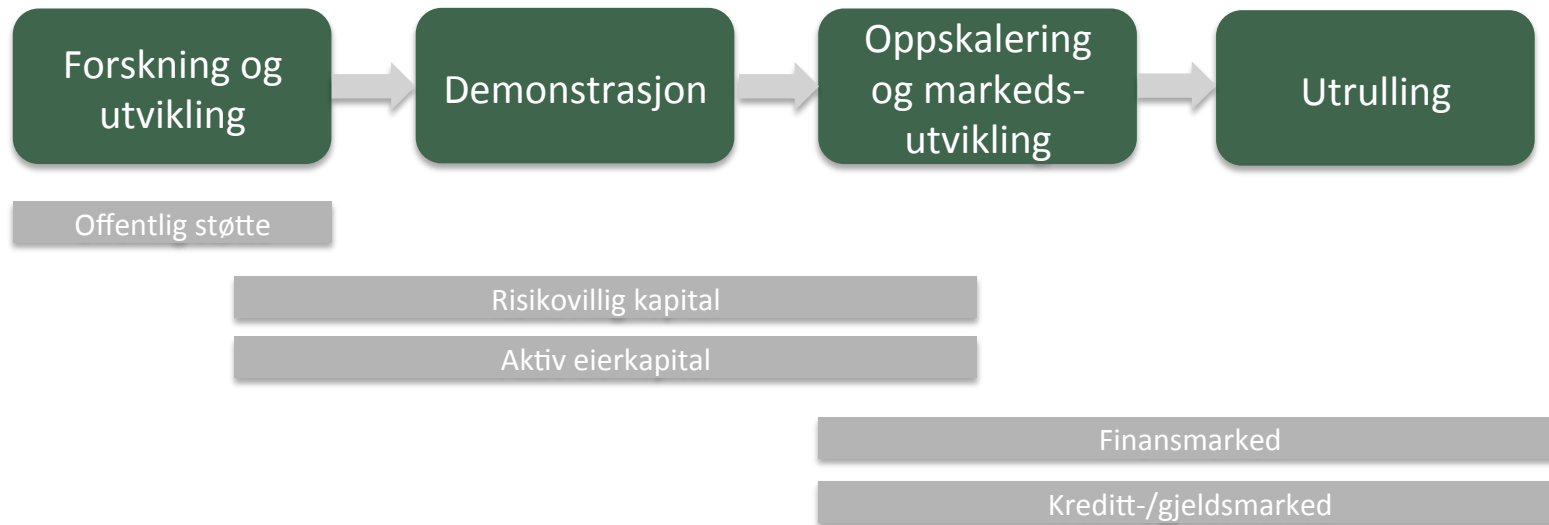 Forskning og
utvikling
Demonstrasjon
Oppskalering
og markeds-
utvikling
Utrulling
Offentlig støtte
Risikovillig kapital
Aktiv eierkapital
Finansmarked
Kreditt-/gjeldsmarked